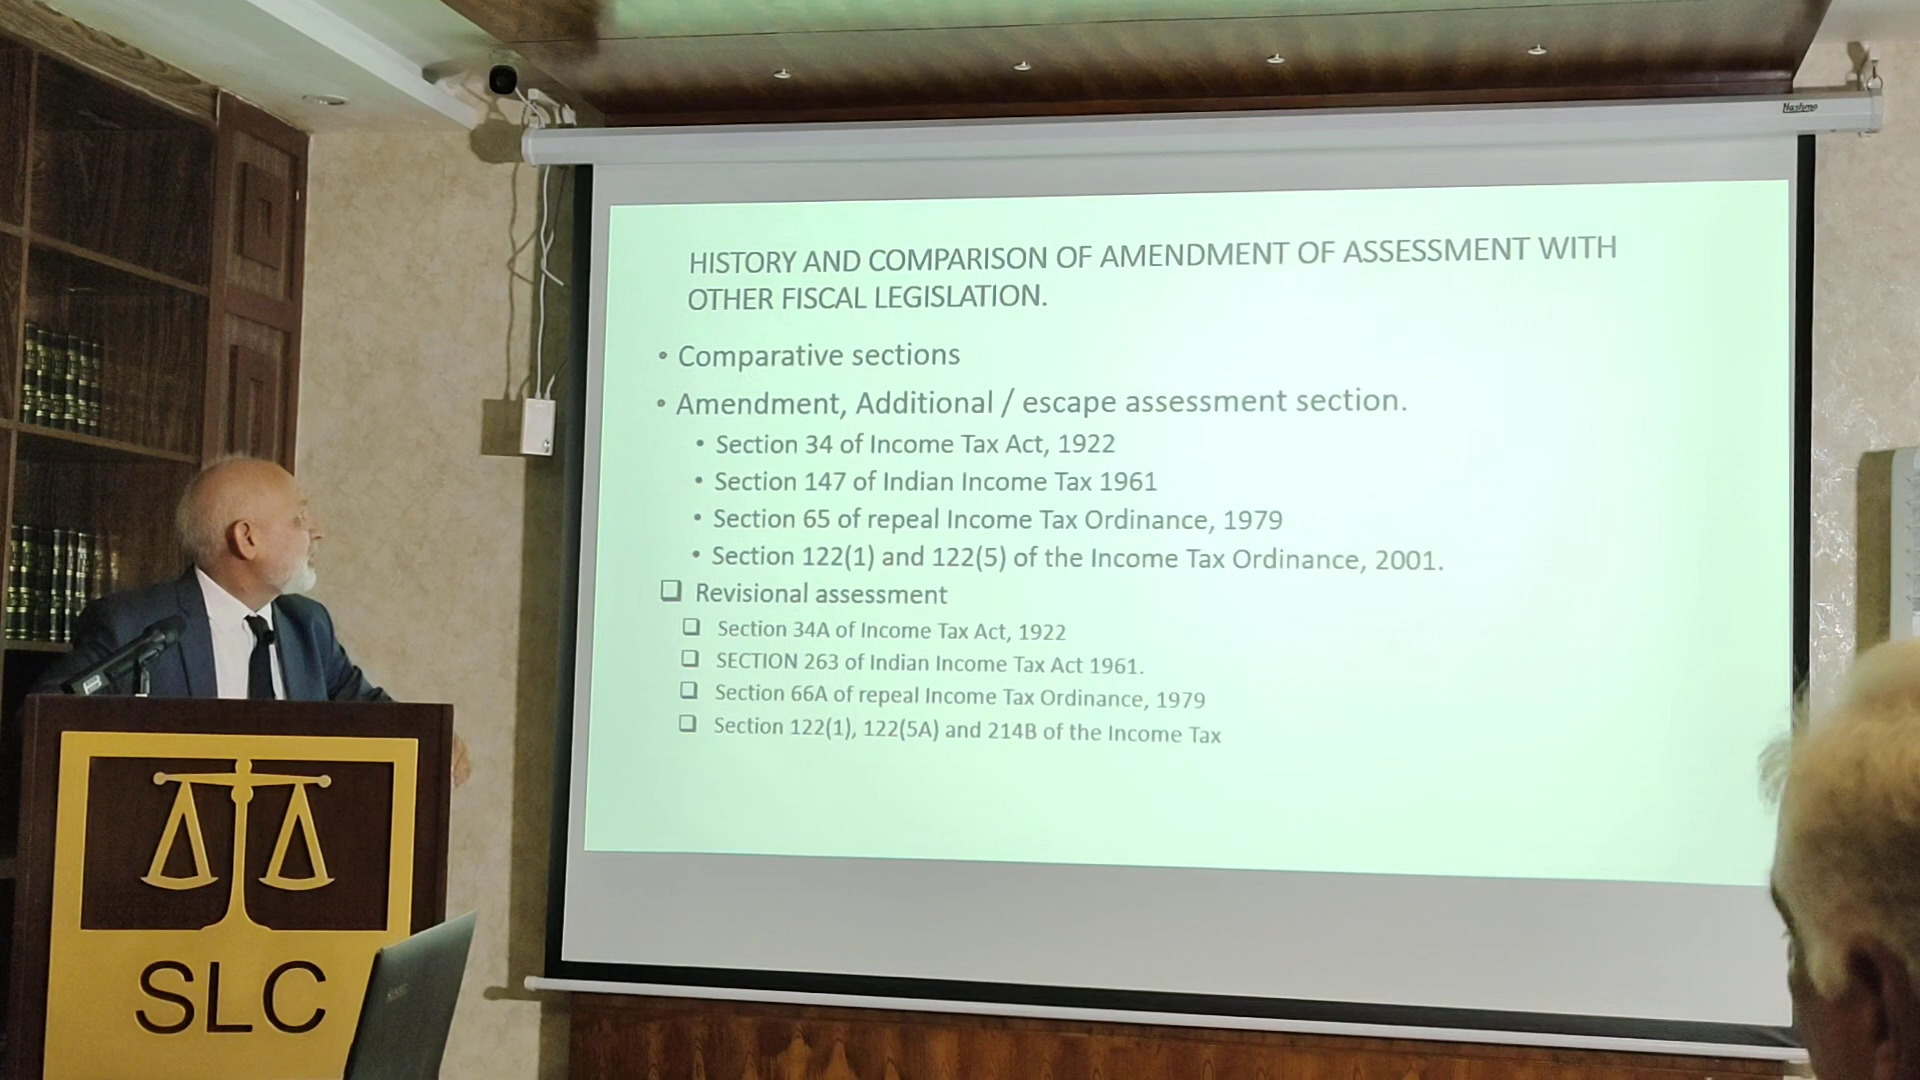 Hashmo
HISTORY AND COMPARISON OF AMENDMENT OF ASSESSMENT WITH
OTHER FISCAL LEGISLATION.
• Comparative sections
• Amendment, Additional / escape assessment section.
• Section 34 of Income Tax Act, 1922
• Section 147 of Indian Income Tax 1961
• Section 65 of repeal Income Tax Ordinance, 1979
• Section 122(1) and 122(5) of the Income Tax Ordinance, 2001.
❑ Revisional assessment
❑ Section 34A of Income Tax Act, 1922
❑ SECTION 263 of Indian Income Tax Act 1961.
❑ Section 66A of repeal Income Tax Ordinance, 1979
❑ Section 122(1), 122(5A) and 214B of the Income Tax
SLC